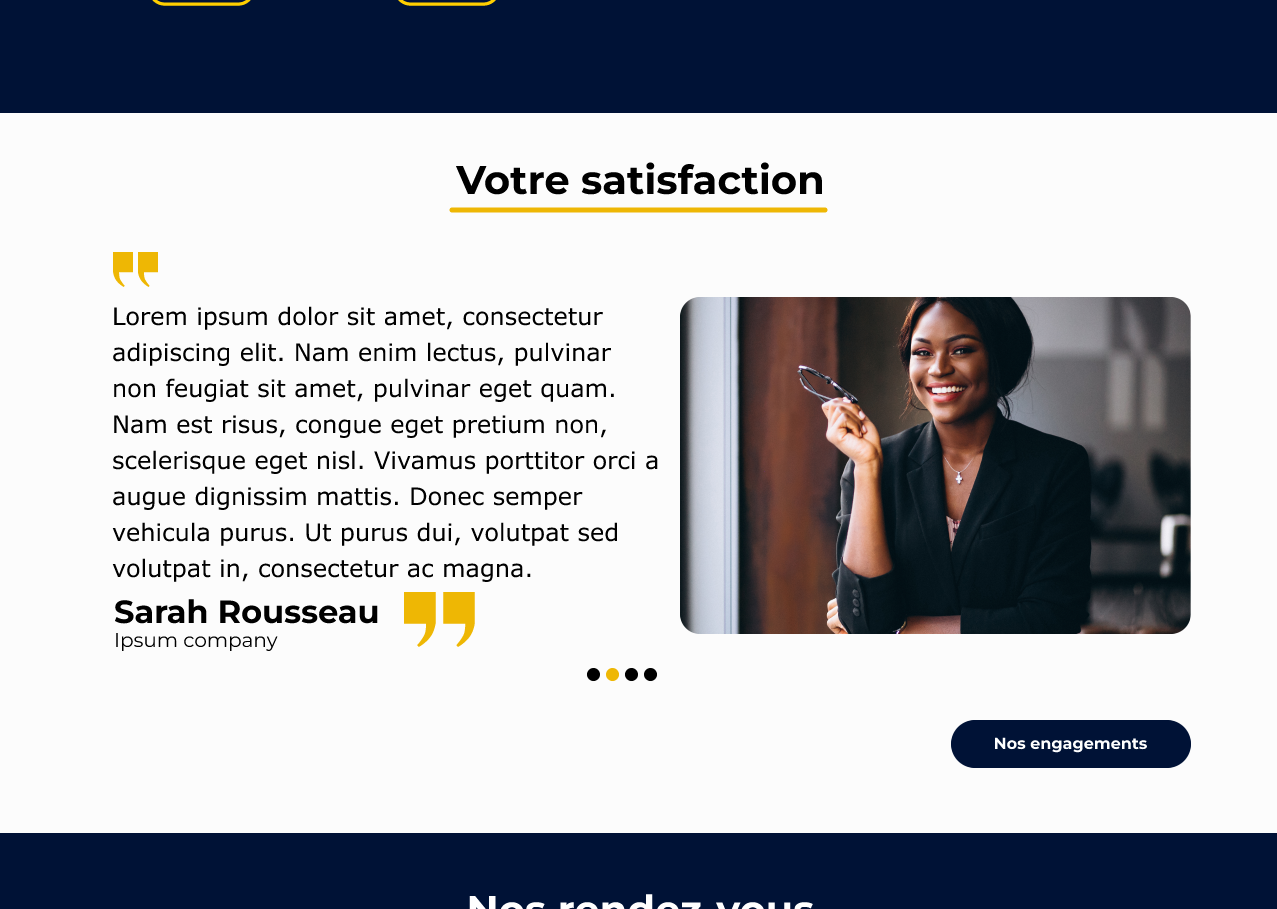 Votre satisfaction
Lorem ipsum dolor sit amet, consectetur
adipiscing elit. Nam enim lectus, pulvinar
non feugiat sit amet, pulvinar eget quam.
Nam est risus, congue eget pretium non,
scelerisque eget nisl. Vivamus porttitor orci a
augue dignissim mattis. Donec semper
vehicula purus. Ut purus dui, volutpat sed
volutpat in, consectetur ac magna.
Sarah Rousseau
Ipsum company
Nos engagements
Nos rendez-vous